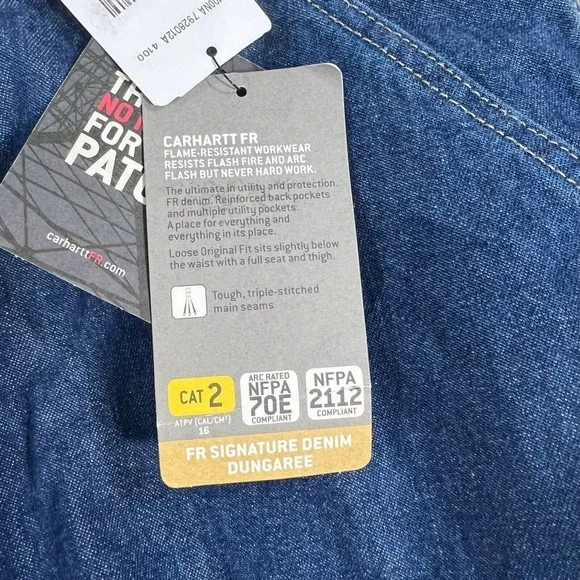 00NA 7928012A 4100
NO
FOR
carharttFR.com
CARHARTT FR
FLAME-RESISTANT WORKWEAR
RESISTS FLASH FIRE AND ARC
FLASH BUT NEVER HARD WORK.
The ultimate in utility and protection.
FR denim. Reinforced back pockets
and multiple utility pockets.
A place for everything and
everything in its place.
Loose Original Fit sits slightly below
the waist with a full seat and thigh.
Tough, triple-stitched
main seams
CAT 2
ATPV (CAL/CM²)
16
ARC RATED
NFPA
70E
COMPLIANT
NFPA
2112
COMPLIANT
FR SIGNATURE DENIM
DUNGAREE